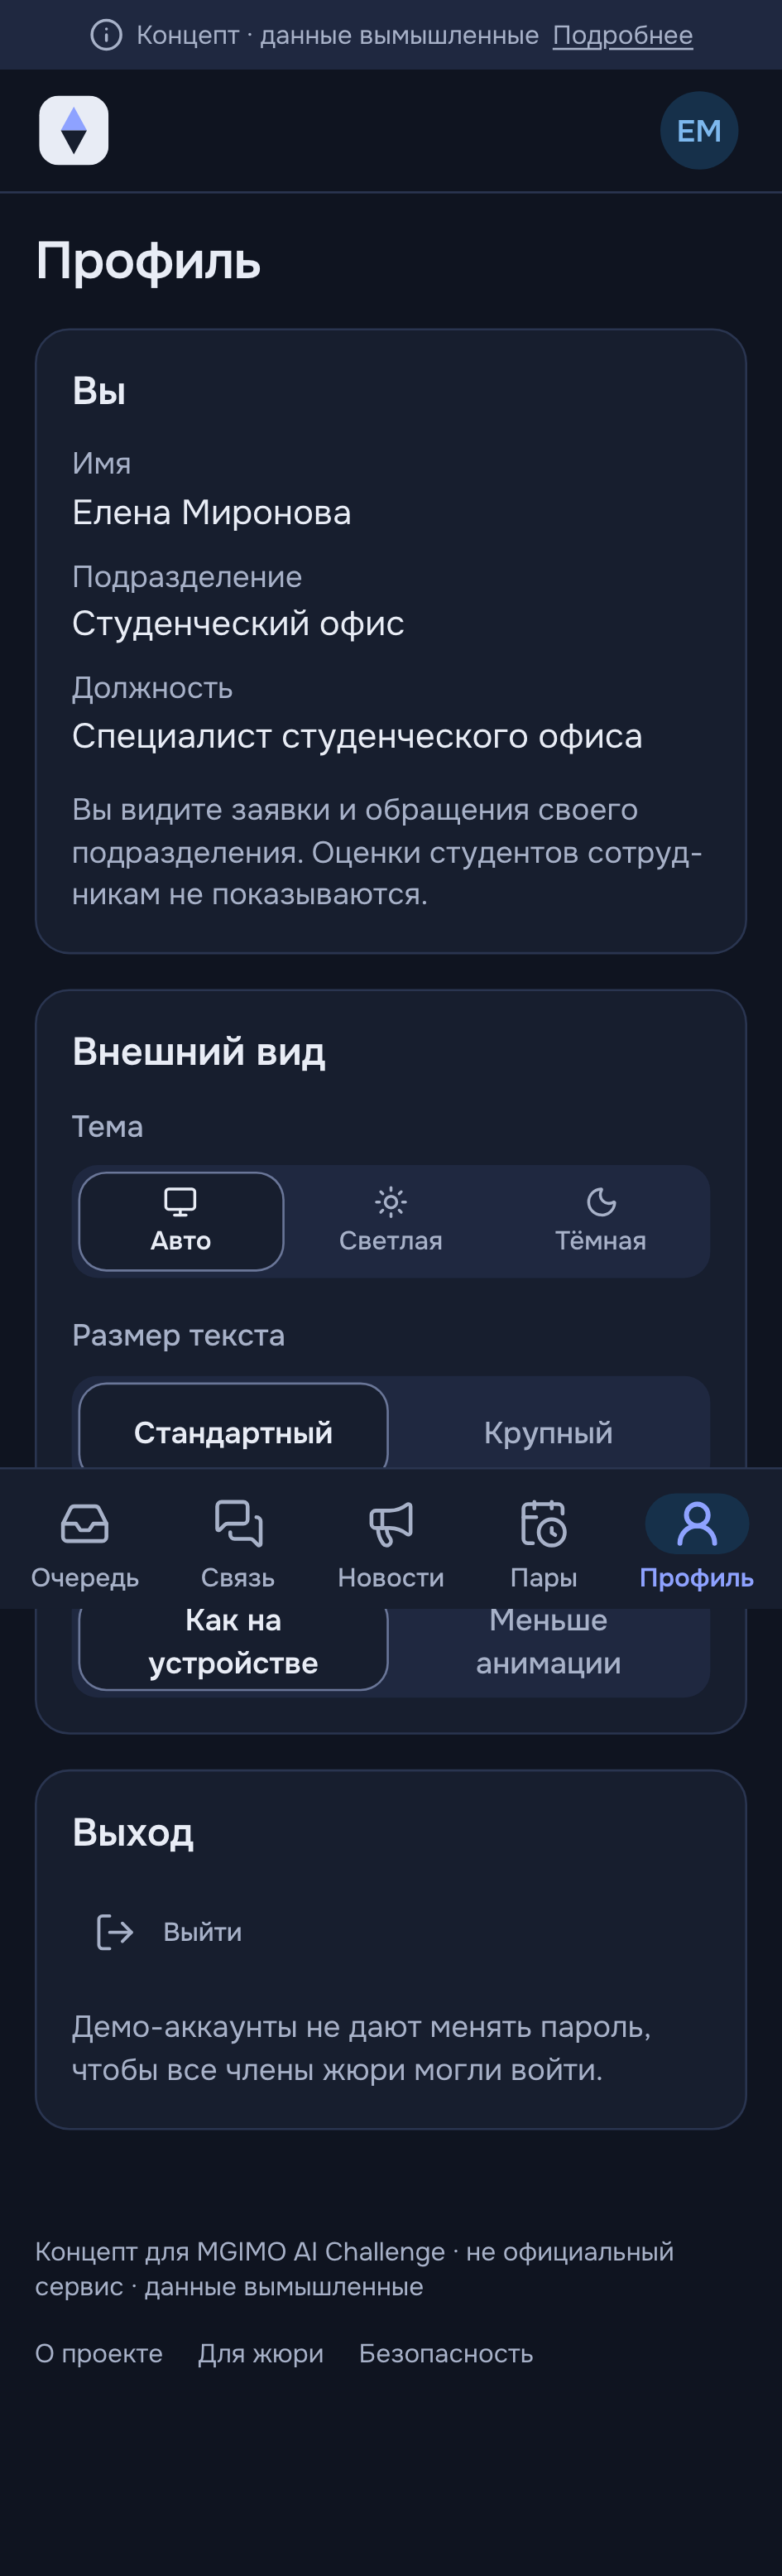 Концепт · данные вымышленные Подробнее
ЕМ
Профиль
Вы
Имя
Елена Миронова
Подразделение
Студенческий офис
Должность
Специалист студенческого офиса
Вы видите заявки и обращения своего
подразделения. Оценки студентов сотруд-
никам не показываются.
Внешний вид
Тема
Авто Светлая Тёмная
Размер текста
Стандартный Крупный
Очередь Связь Новости Пары Профиль
Как на Меньше
устройстве анимации
Выход
Выйти
Демо-аккаунты не дают менять пароль,
чтобы все члены жюри могли войти.
Концепт для MGIMO AI Challenge · не официальный
сервис · данные вымышленные
О проекте Для жюри Безопасность